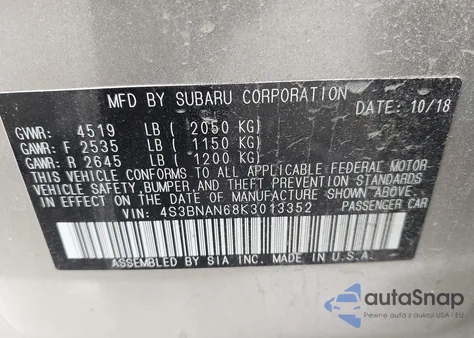 MFD BY SUBARU CORPORATION
DATE: 10/18
GVWR: 4519 LB ( 2050 KG)
GAWR: F 2535 LB ( 1150 KG)
GAWR: R 2645 LB ( 1200 KG)
THIS VEHICLE CONFORMS TO ALL APPLICABLE FEDERAL MOTOR
VEHICLE SAFETY, BUMPER, AND THEFT PREVENTION STANDARDS
IN EFFECT ON THE DATE OF MANUFACTURE SHOWN ABOVE.
VIN: 4S3BNAN68K3013352 PASSENGER CAR
ASSEMBLED BY SIA INC. MADE IN U.S.A.
autoSnap
Pewne auta z aukcji USA i EU